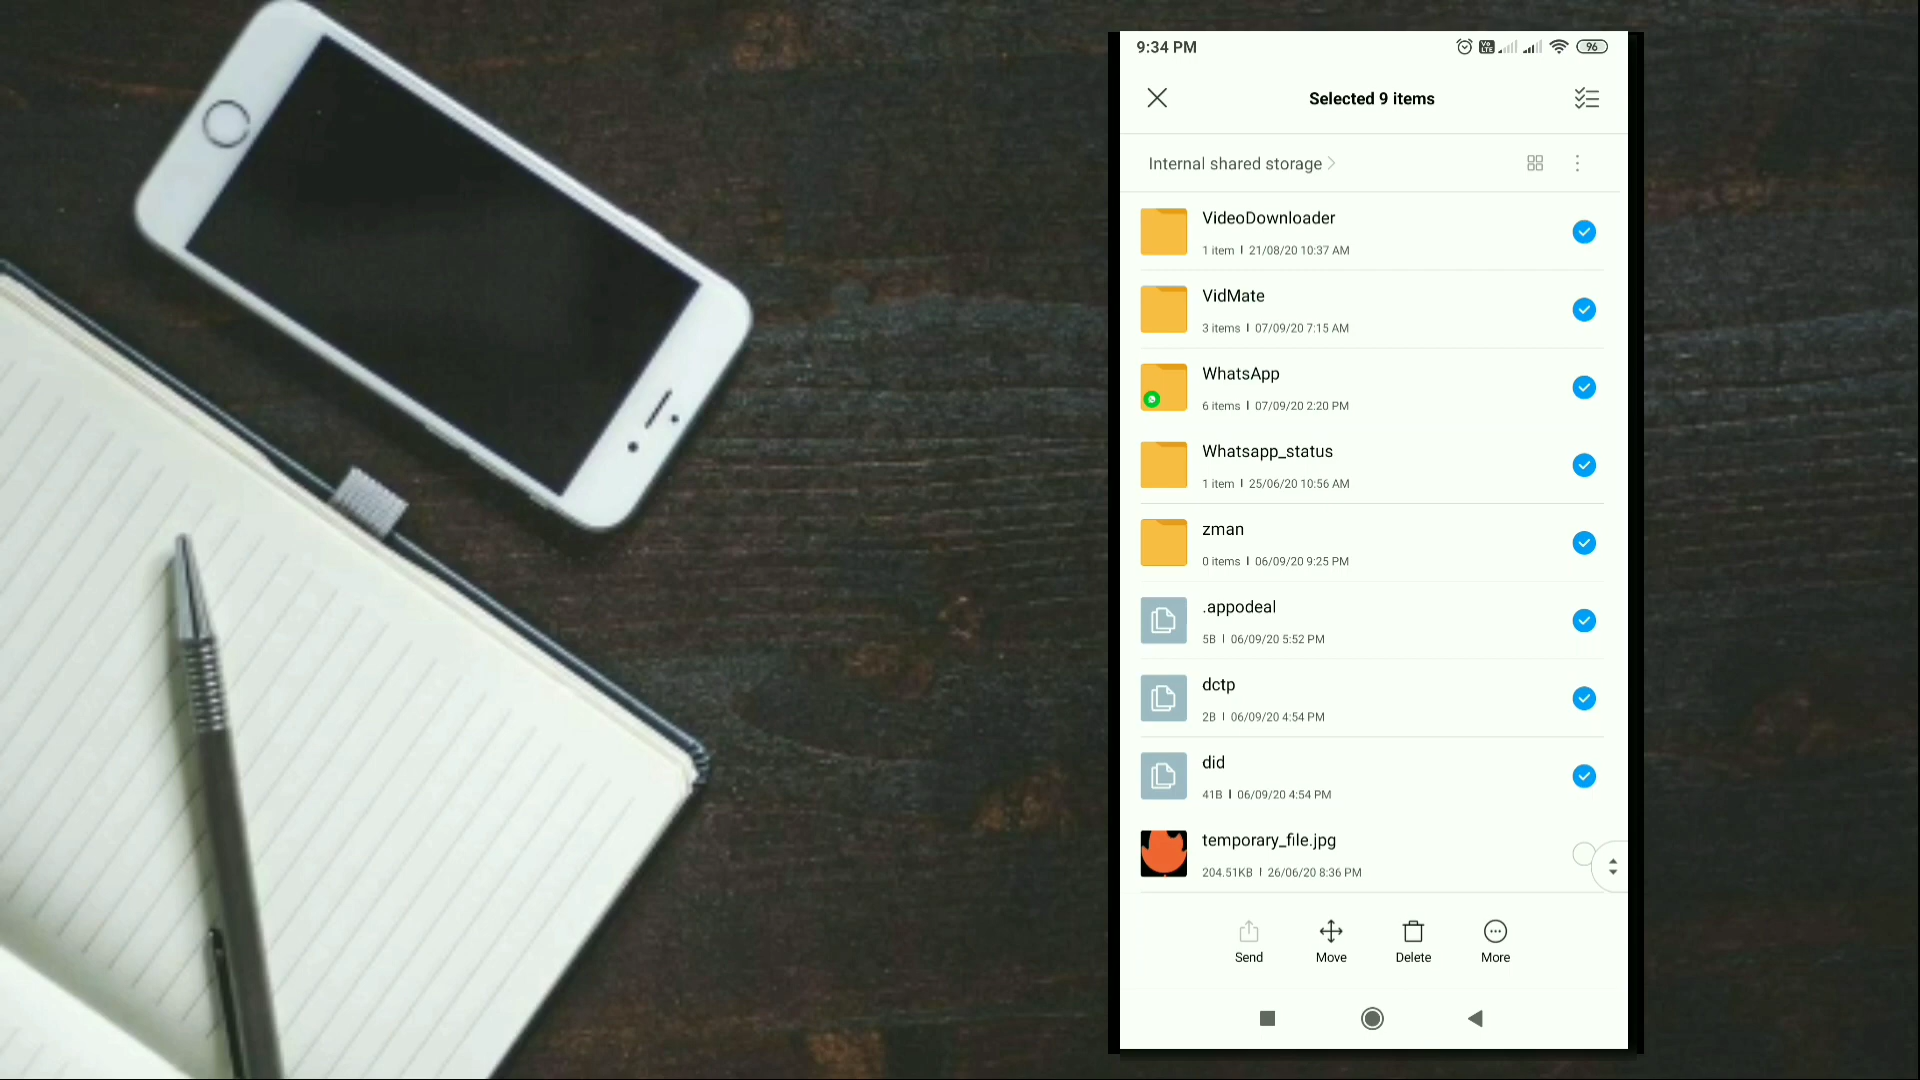 9:34 PM
Vo LTE
96
Selected 9 items
Internal shared storage
VideoDownloader
1 item | 21/08/20 10:37 AM
VidMate
3 items | 07/09/20 7:15 AM
WhatsApp
6 items | 07/09/20 2:20 PM
Whatsapp_status
1 item | 25/06/20 10:56 AM
zman
0 items | 06/09/20 9:25 PM
.appodeal
5B | 06/09/20 5:52 PM
dctp
2B | 06/09/20 4:54 PM
did
41B | 06/09/20 4:54 PM
temporary_file.jpg
204.51KB | 26/06/20 8:36 PM
Send
Move
Delete
More